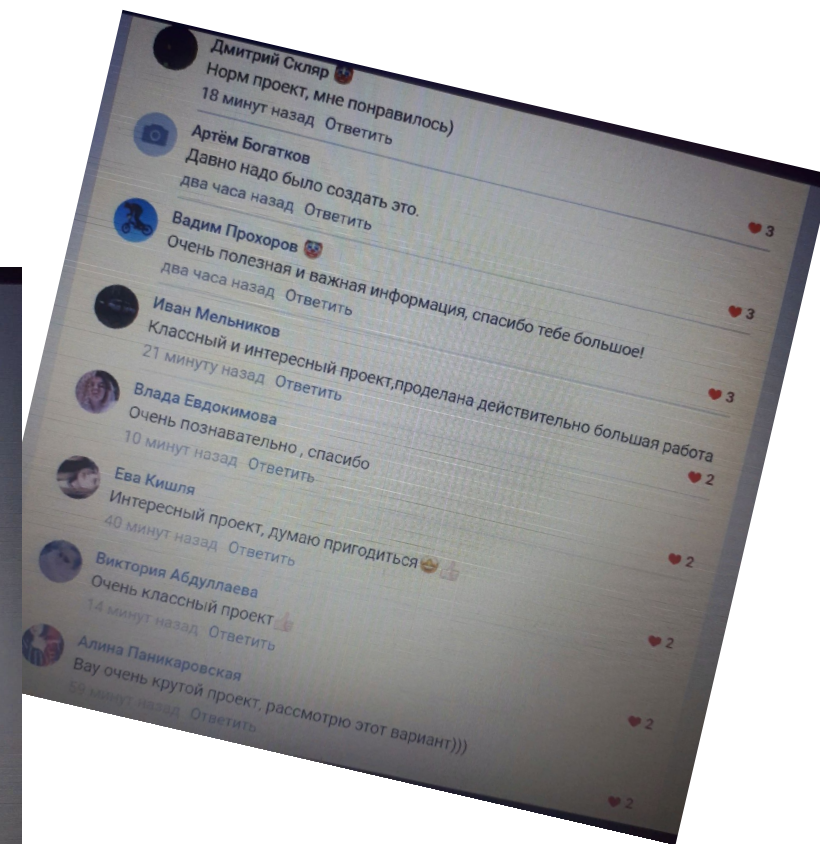 Дмитрий Скляр 🤡
Норм проект, мне понравилось)
18 минут назад Ответить
3
Артём Богатков
Давно надо было создать это.
два часа назад Ответить
3
Вадим Прохоров 🤡
Очень полезная и важная информация, спасибо тебе большое!
два часа назад Ответить
3
Иван Мельников
Классный и интересный проект,проделана действительно большая работа
21 минуту назад Ответить
2
Влада Евдокимова
Очень познавательно , спасибо
10 минут назад Ответить
2
Ева Кишля
Интересный проект, думаю пригодиться🤩👍
40 минут назад Ответить
2
Виктория Абдуллаева
Очень классный проект👍
14 минут назад Ответить
2
Алина Паникаровская
Вау очень крутой проект, рассмотрю этот вариант)))
59 минут назад Ответить
2